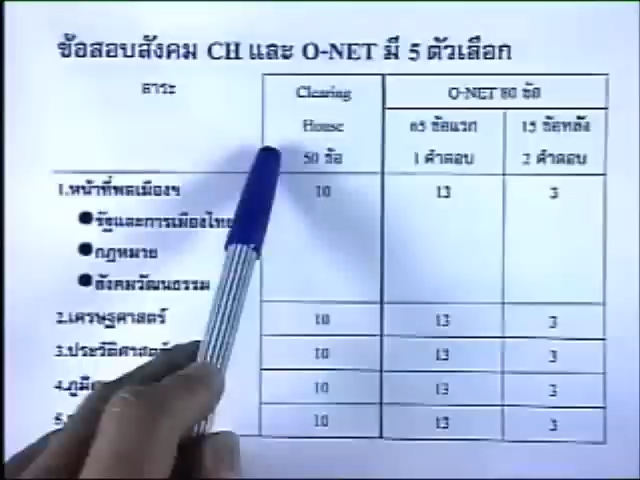 ข้อสอบสังคม CH และ O-NET มี 5 ตัวเลือก
สาระ
Clearing House 50 ข้อ
O-NET 80 ข้อ
65 ข้อแรก 1 คำตอบ
15 ข้อหลัง 2 คำตอบ
1.หน้าที่พลเมืองฯ 10 13 3
●รัฐและการเมืองไทย
●กฎหมาย
●สังคมวัฒนธรรม
2.เศรษฐศาสตร์ 10 13 3
3.ประวัติศาสตร์ 10 13 3
4. 10 13 3
5. 10 13 3